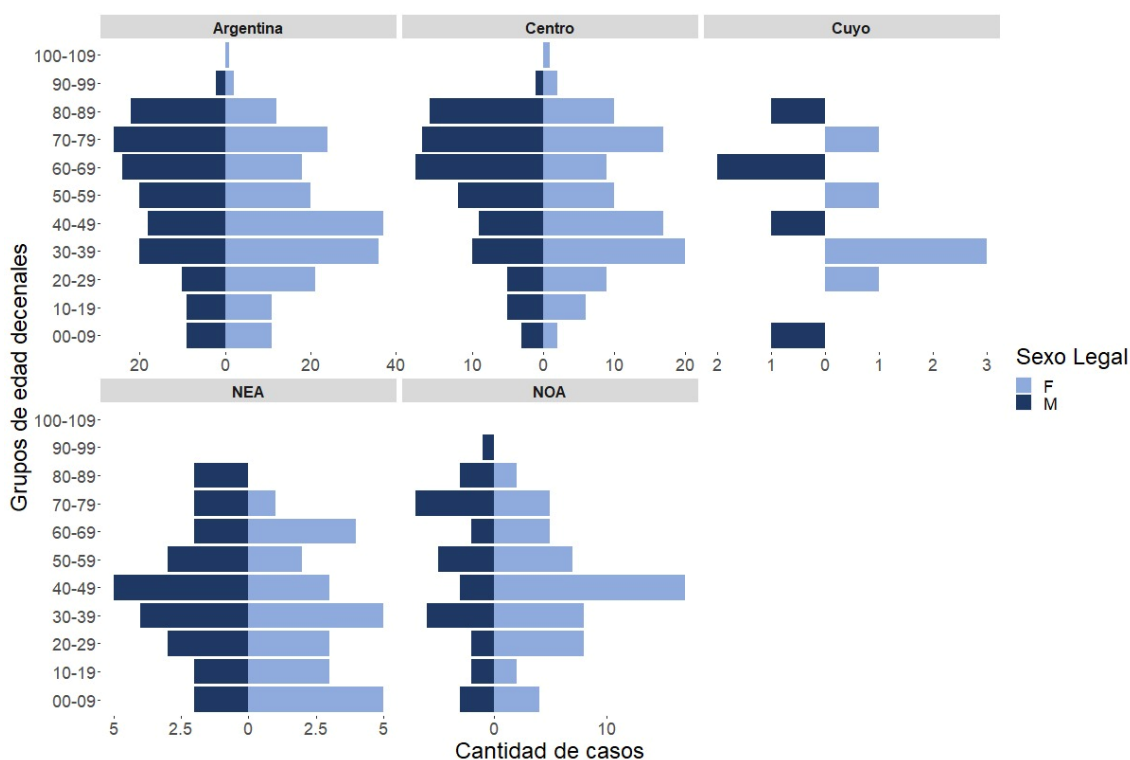 Argentina Centro Cuyo
100-109
90-99
80-89
70-79
60-69
50-59
40-49
30-39
20-29
10-19
00-09
20 0 20 40 10 0 10 20 2 1 0 1 2 3
NEA NOA
100-109
90-99
80-89
70-79
60-69
50-59
40-49
30-39
20-29
10-19
00-09
5 2.5 0 2.5 5 0 10
Grupos de edad decenales
Cantidad de casos
Sexo Legal
F
M